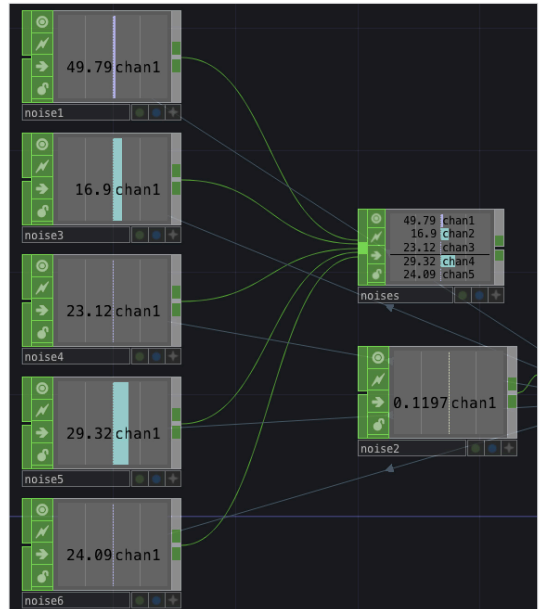 49.79 chan1
noise1
16.9 chan1
noise3
23.12 chan1
noise4
29.32 chan1
noise5
24.09 chan1
noise6
49.79 chan1
16.9 chan2
23.12 chan3
29.32 chan4
24.09 chan5
noises
0.1197 chan1
noise2